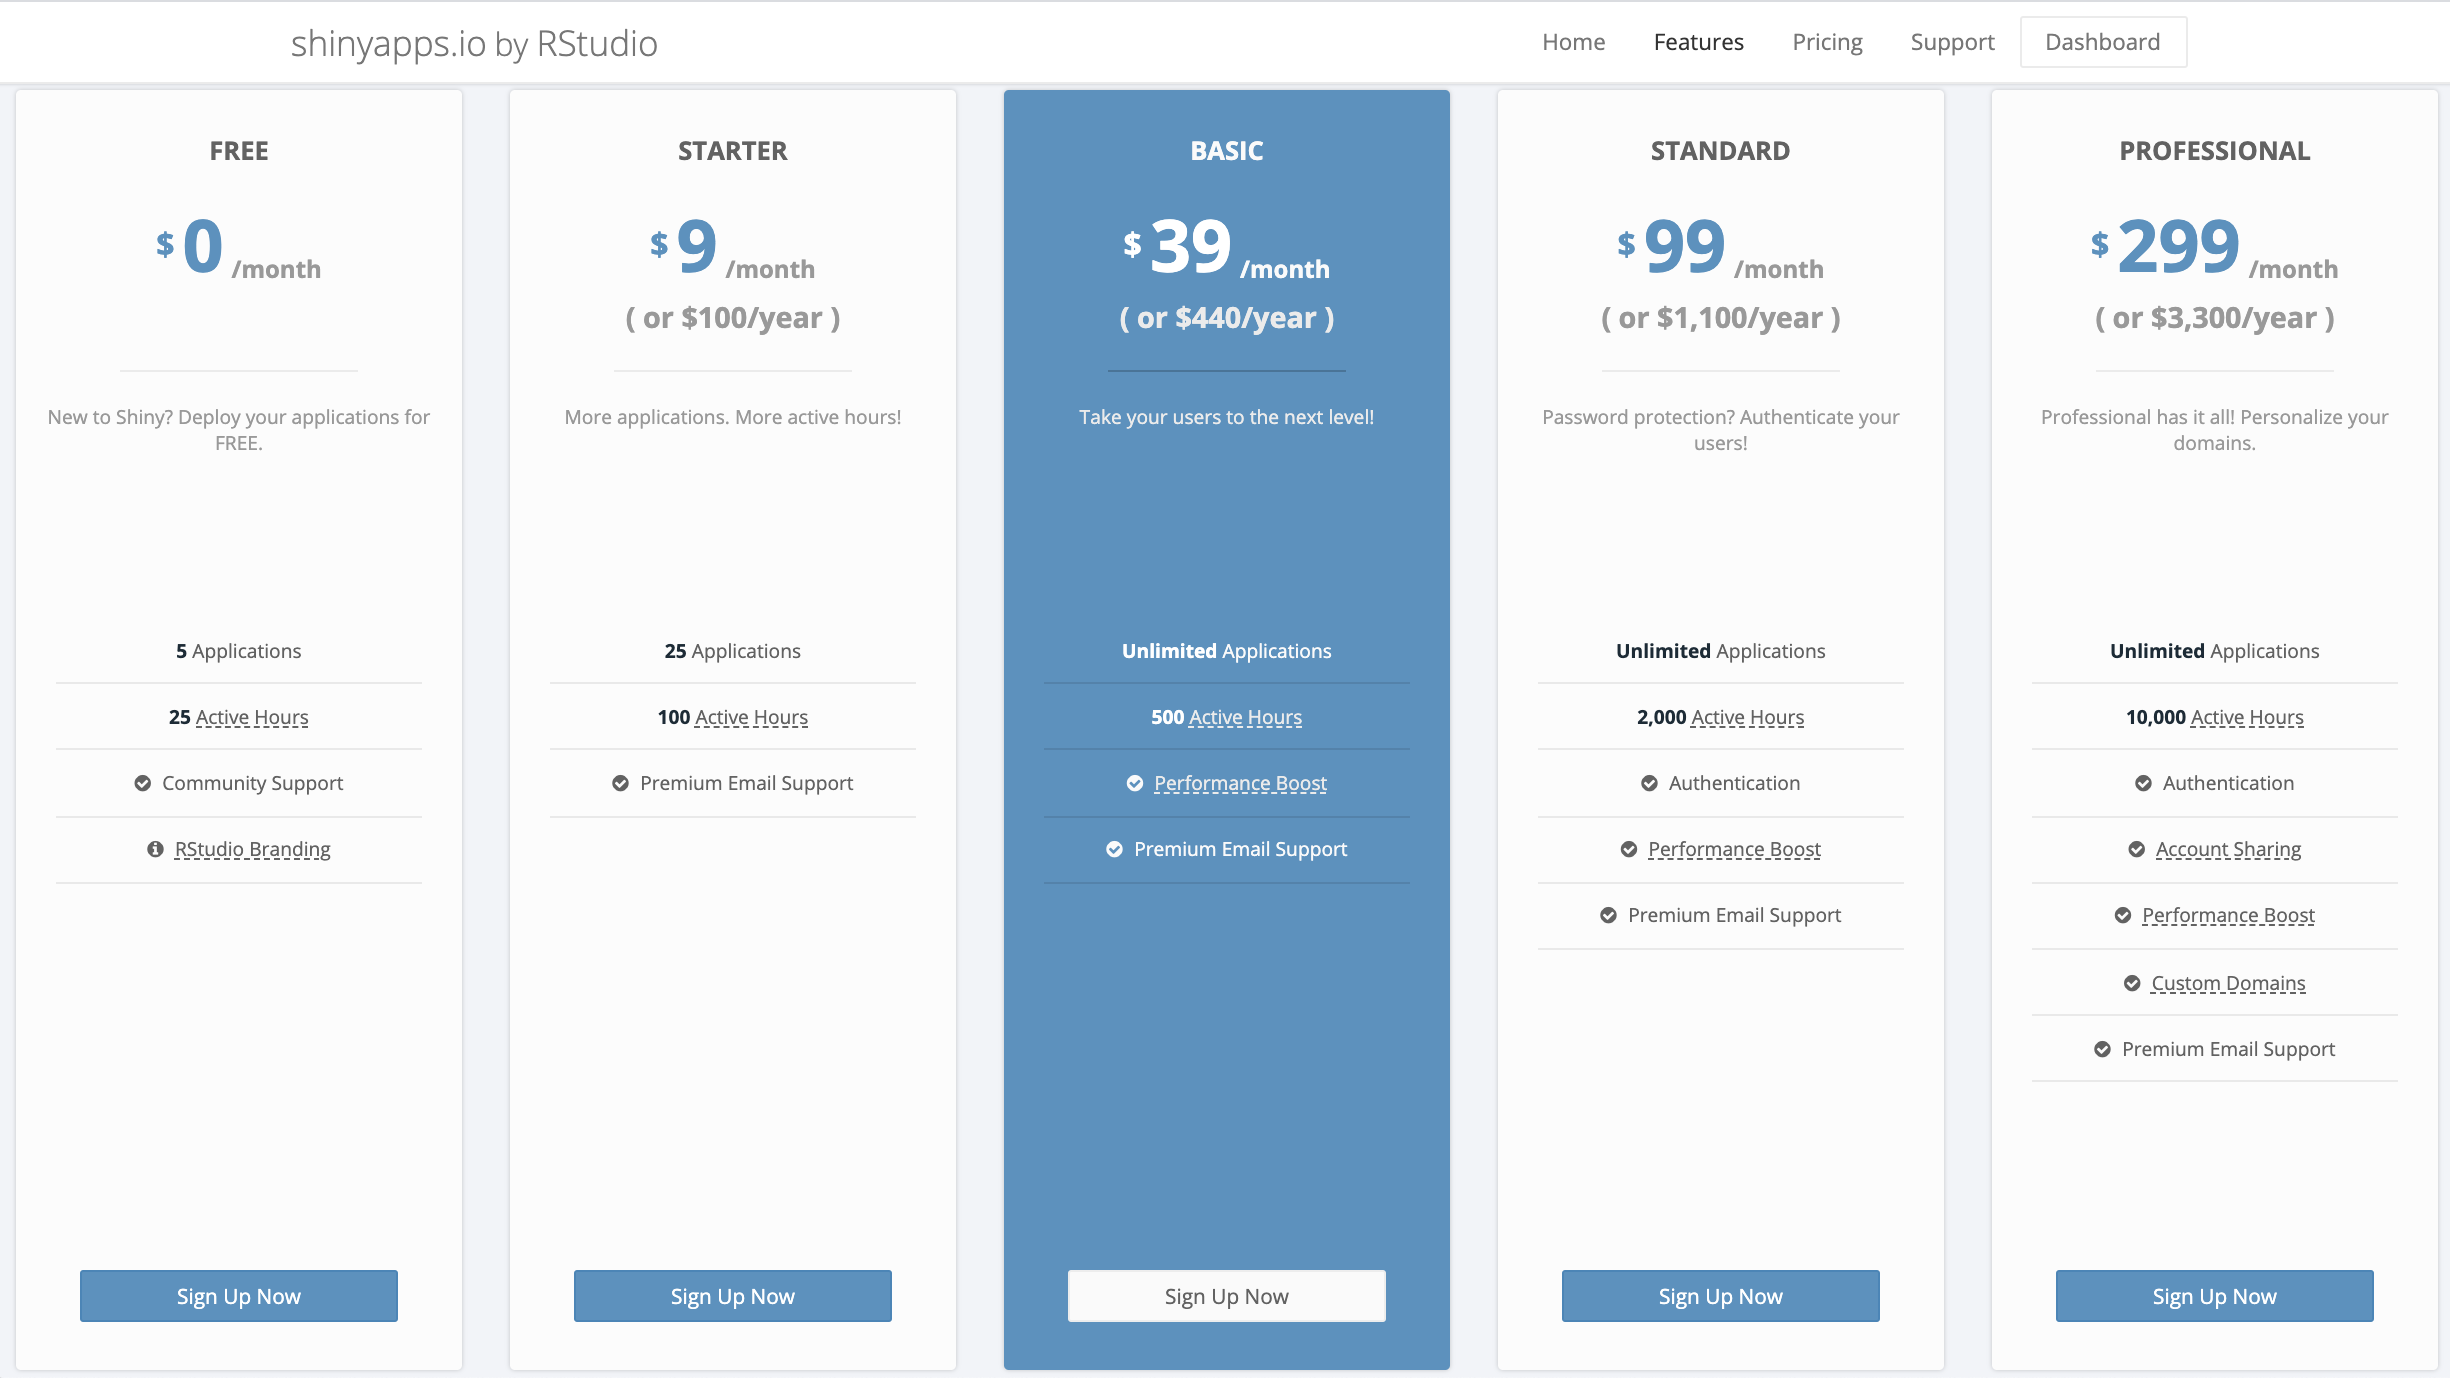 shinyapps.io by RStudio
Home Features Pricing Support Dashboard
FREE
$ 0 /month
New to Shiny? Deploy your applications for
FREE.
5 Applications
25 Active Hours
Community Support
RStudio Branding
Sign Up Now
STARTER
$ 9 /month
( or $100/year )
More applications. More active hours!
25 Applications
100 Active Hours
Premium Email Support
Sign Up Now
BASIC
$ 39 /month
( or $440/year )
Take your users to the next level!
Unlimited Applications
500 Active Hours
Performance Boost
Premium Email Support
Sign Up Now
STANDARD
$ 99 /month
( or $1,100/year )
Password protection? Authenticate your
users!
Unlimited Applications
2,000 Active Hours
Authentication
Performance Boost
Premium Email Support
Sign Up Now
PROFESSIONAL
$ 299 /month
( or $3,300/year )
Professional has it all! Personalize your
domains.
Unlimited Applications
10,000 Active Hours
Authentication
Account Sharing
Performance Boost
Custom Domains
Premium Email Support
Sign Up Now